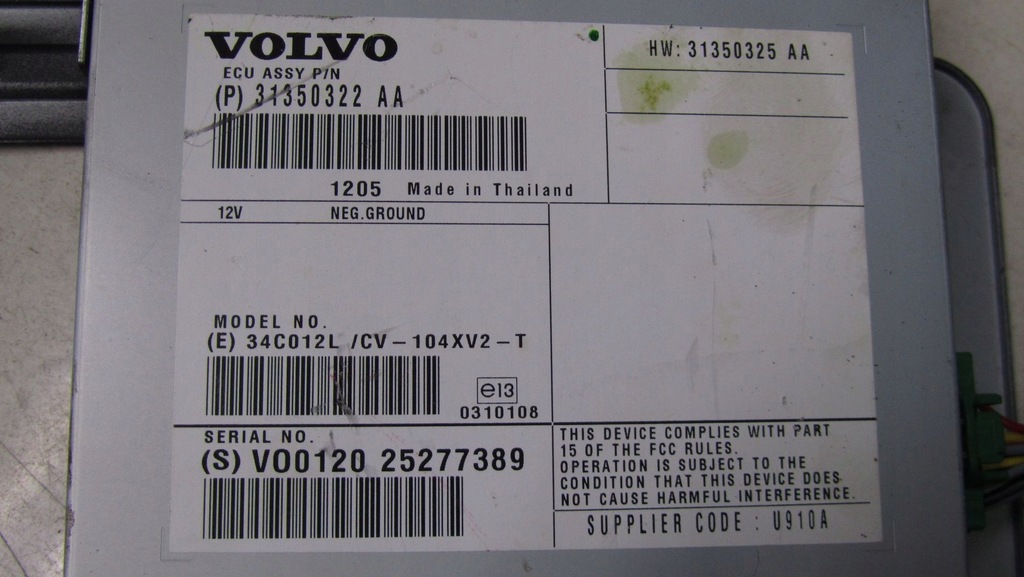 VOLVO
ECU ASSY P/N
(P) 31350322 AA
1205 Made in Thailand
HW: 31350325 AA
12V NEG.GROUND
MODEL NO.
(E) 34C012L /CV-104XV2-T
e13
0310108
SERIAL NO.
(S) VO0120 25277389
THIS DEVICE COMPLIES WITH PART
15 OF THE FCC RULES.
OPERATION IS SUBJECT TO THE
CONDITION THAT THIS DEVICE DOES
NOT CAUSE HARMFUL INTERFERENCE.
SUPPLIER CODE : U910A